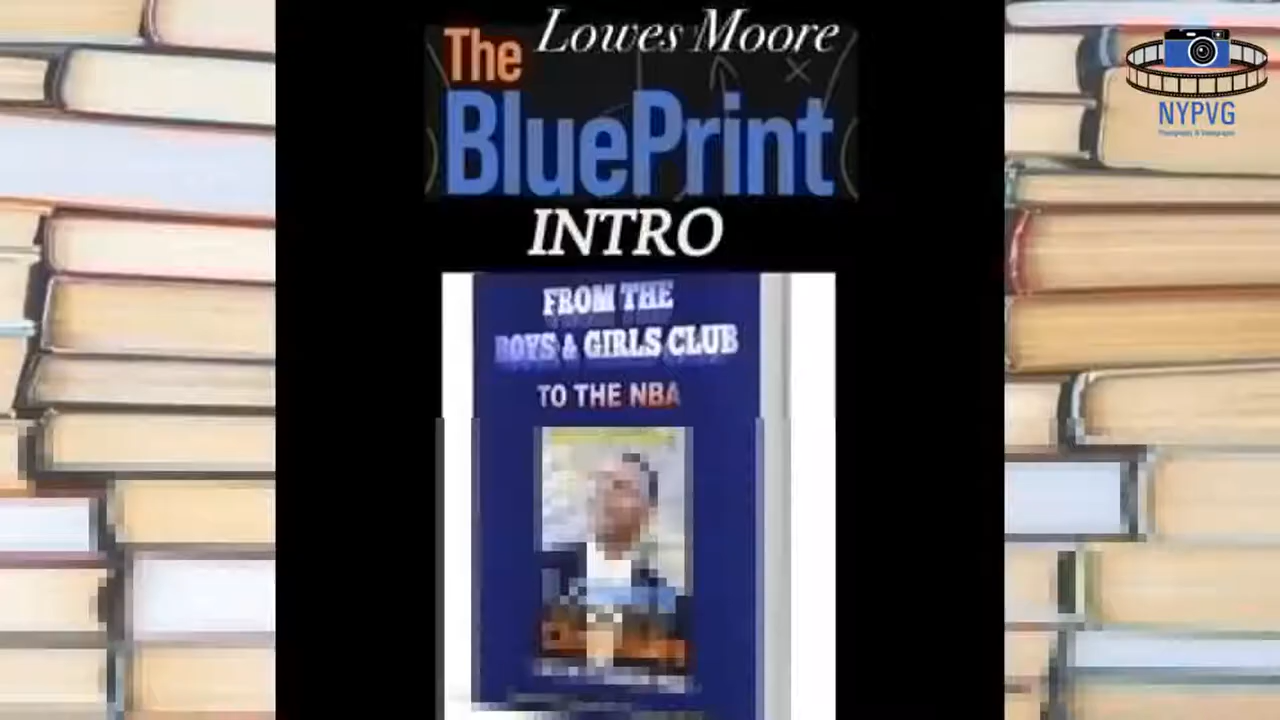 Lowes Moore
The
BluePrint
INTRO
FROM THE
BOYS & GIRLS CLUB
TO THE NBA
NYPVG